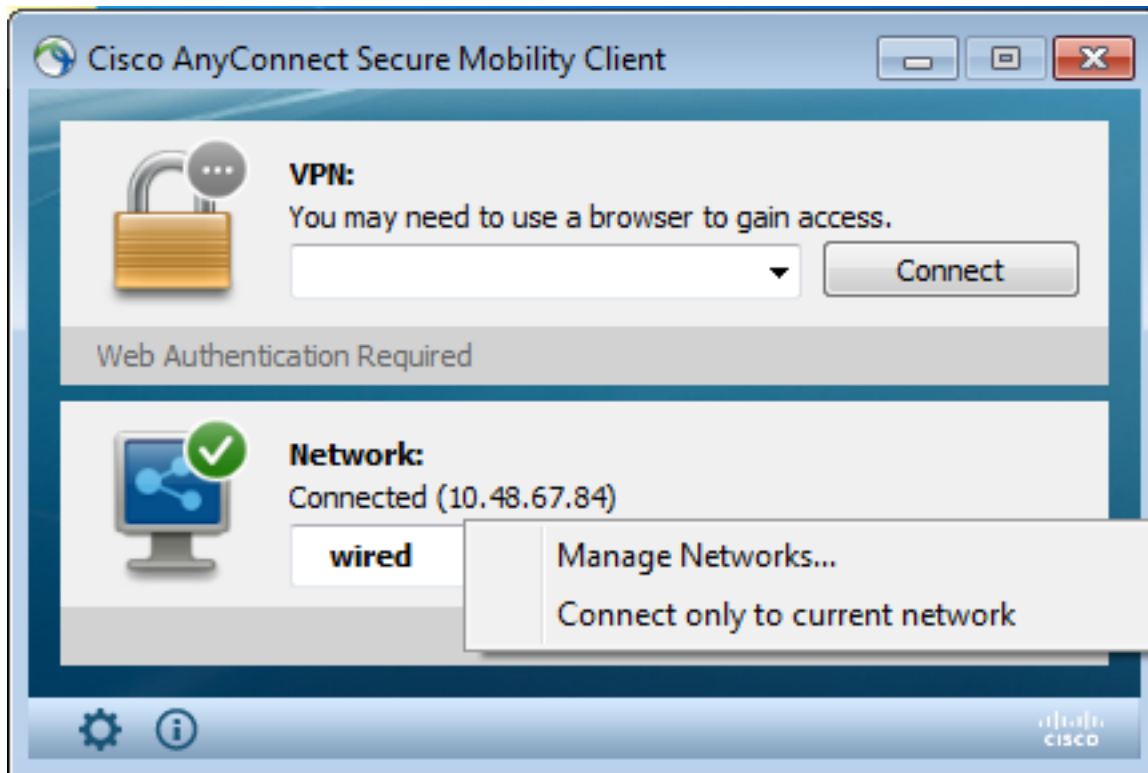 Cisco AnyConnect Secure Mobility Client
VPN:
You may need to use a browser to gain access.
Connect
Web Authentication Required
Network:
Connected (10.48.67.84)
wired
Manage Networks...
Connect only to current network
CISCO